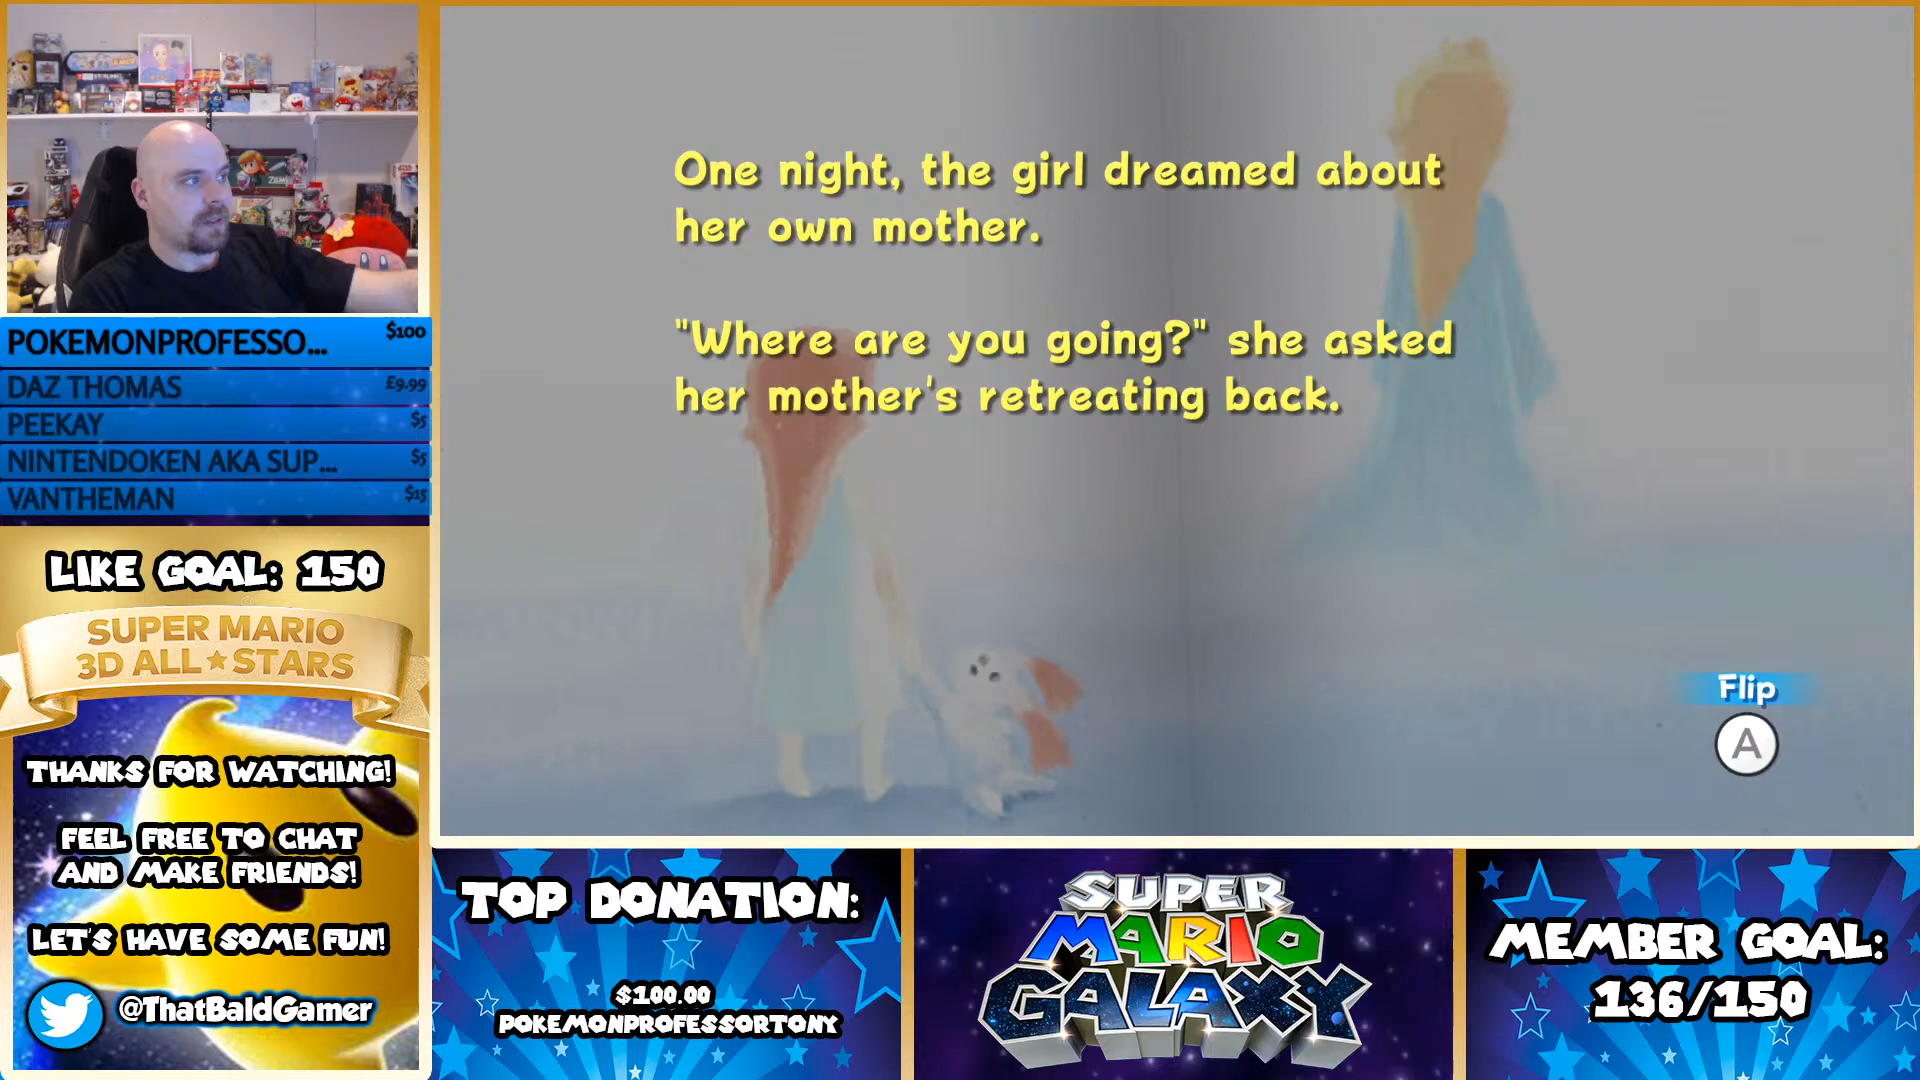 One night, the girl dreamed about
her own mother.
"Where are you going?" she asked
her mother's retreating back.
Flip
A
POKEMONPROFESSO... $100
DAZ THOMAS £9.99
PEEKAY $5
NINTENDOKEN AKA SUP... $5
VANTHEMAN $15
LIKE GOAL: 150
SUPER MARIO
3D ALL★STARS
THANKS FOR WATCHING!
FEEL FREE TO CHAT
AND MAKE FRIENDS!
LET'S HAVE SOME FUN!
@ThatBaldGamer
TOP DONATION:
$100.00
POKEMONPROFESSORTONY
SUPER
MARIO
GALAXY
MEMBER GOAL:
136/150